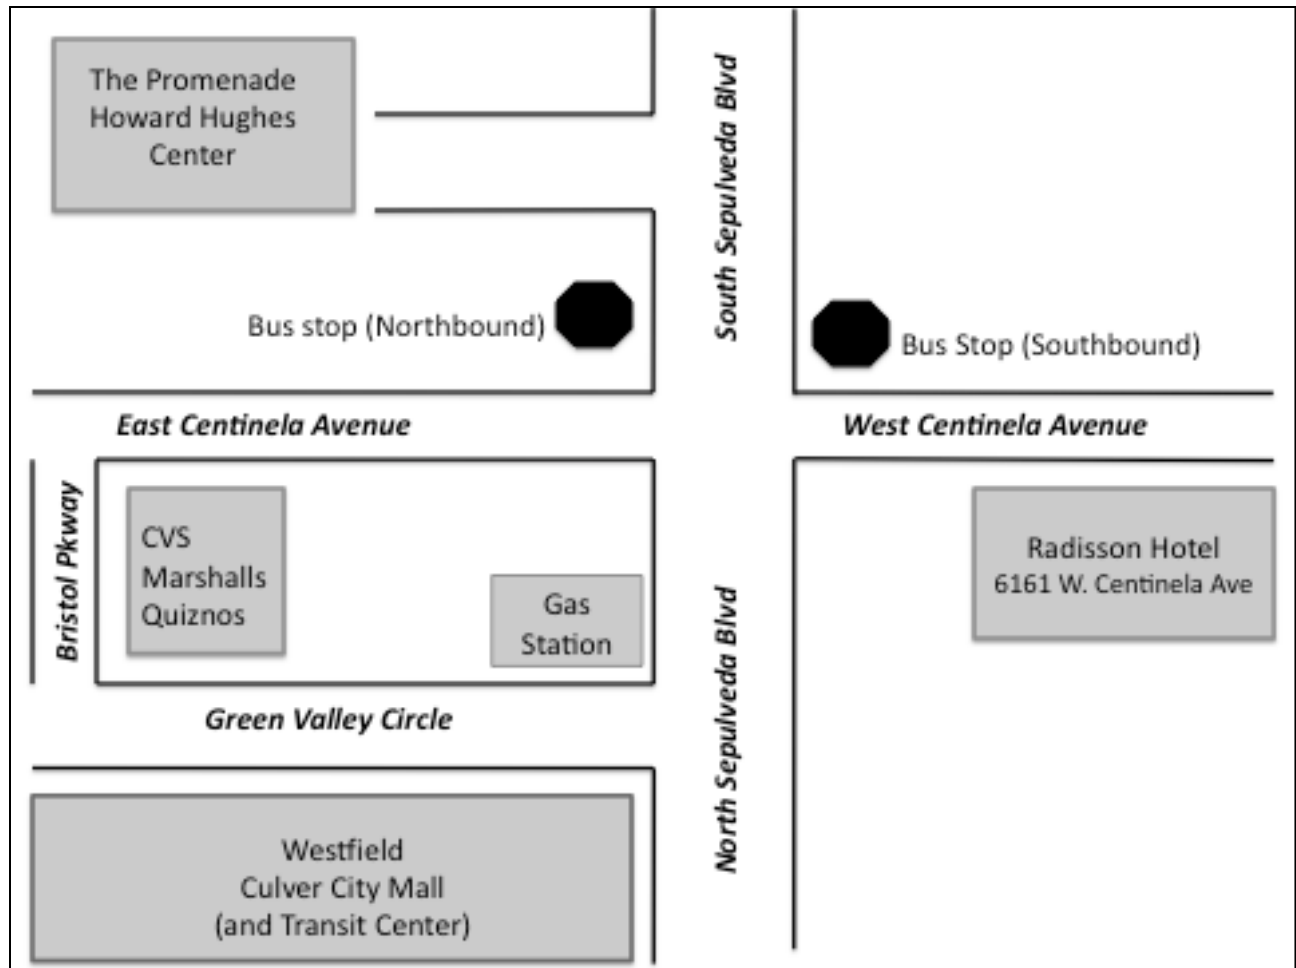 The Promenade
Howard Hughes
Center
South Sepulveda Blvd
Bus stop (Northbound)
Bus Stop (Southbound)
East Centinela Avenue
West Centinela Avenue
Bristol Pkway
CVS
Marshalls
Quiznos
Gas
Station
North Sepulveda Blvd
Radisson Hotel
6161 W. Centinela Ave
Green Valley Circle
Westfield
Culver City Mall
(and Transit Center)